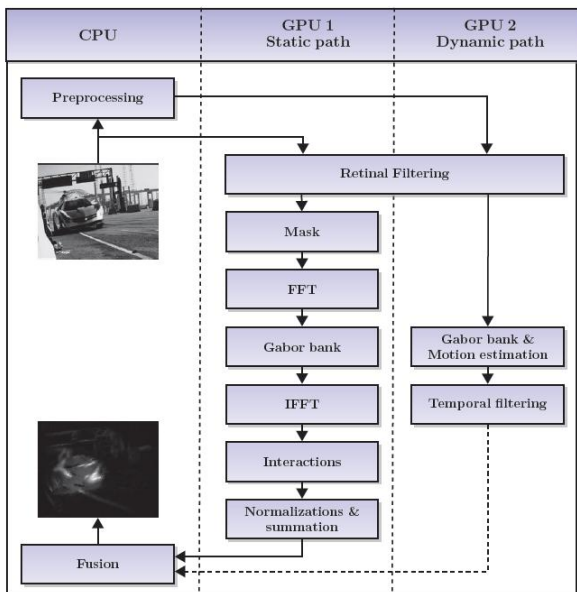 CPU
GPU 1
Static path
GPU 2
Dynamic path
Preprocessing
Retinal Filtering
Mask
FFT
Gabor bank
Gabor bank &
Motion estimation
IFFT
Temporal filtering
Interactions
Normalizations &
summation
Fusion